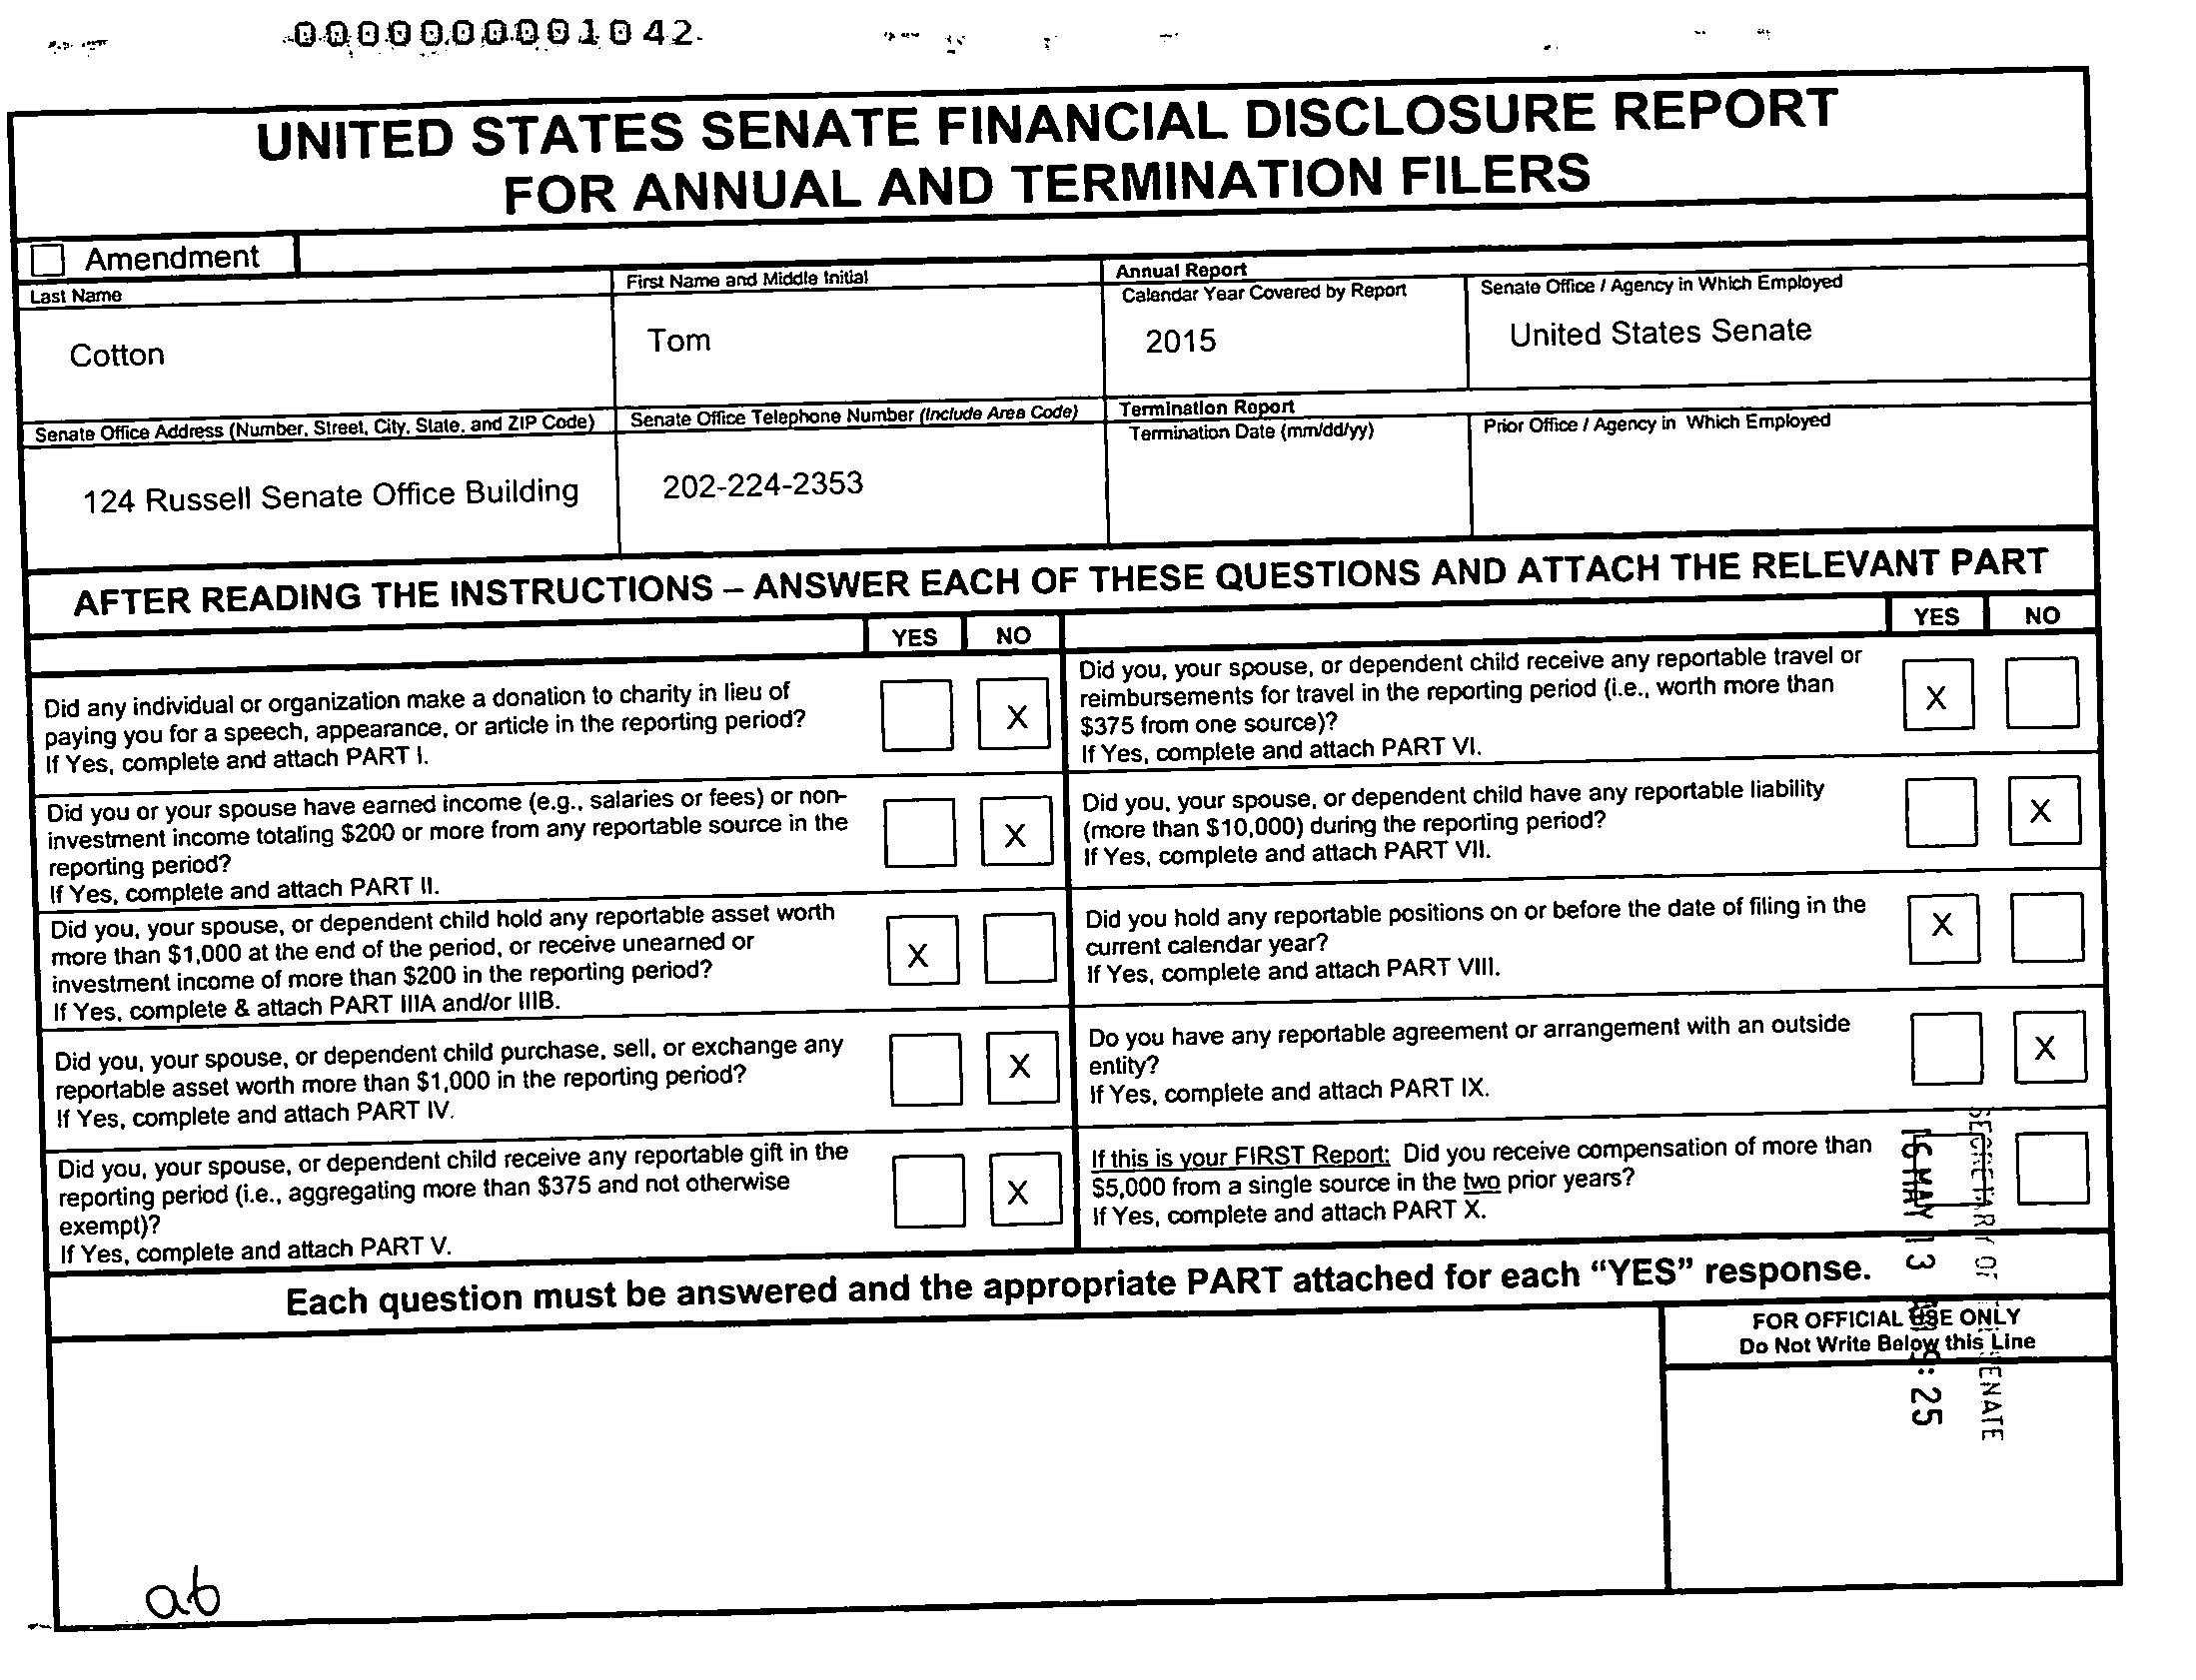 0000000001042
UNITED STATES SENATE FINANCIAL DISCLOSURE REPORT
FOR ANNUAL AND TERMINATION FILERS
Amendment
Last Name
First Name and Middle Initial
Annual Report
Calendar Year Covered by Report
Senate Office / Agency in Which Employed
Cotton
Tom
2015
United States Senate
Senate Office Address (Number, Street, City, State, and ZIP Code)
Senate Office Telephone Number (Include Area Code)
Termination Report
Termination Date (mm/dd/yy)
Prior Office / Agency in Which Employed
124 Russell Senate Office Building
202-224-2353
AFTER READING THE INSTRUCTIONS – ANSWER EACH OF THESE QUESTIONS AND ATTACH THE RELEVANT PART
YES NO
YES NO
Did any individual or organization make a donation to charity in lieu of
paying you for a speech, appearance, or article in the reporting period?
If Yes, complete and attach PART I.
X
Did you, your spouse, or dependent child receive any reportable travel or
reimbursements for travel in the reporting period (i.e., worth more than
$375 from one source)?
If Yes, complete and attach PART VI.
X
Did you or your spouse have earned income (e.g., salaries or fees) or non-
investment income totaling $200 or more from any reportable source in the
reporting period?
If Yes, complete and attach PART II.
X
Did you, your spouse, or dependent child have any reportable liability
(more than $10,000) during the reporting period?
If Yes, complete and attach PART VII.
X
Did you, your spouse, or dependent child hold any reportable asset worth
more than $1,000 at the end of the period, or receive unearned or
investment income of more than $200 in the reporting period?
If Yes, complete & attach PART IIIA and/or IIIB.
X
Did you hold any reportable positions on or before the date of filing in the
current calendar year?
If Yes, complete and attach PART VIII.
X
Did you, your spouse, or dependent child purchase, sell, or exchange any
reportable asset worth more than $1,000 in the reporting period?
If Yes, complete and attach PART IV.
X
Do you have any reportable agreement or arrangement with an outside
entity?
If Yes, complete and attach PART IX.
X
Did you, your spouse, or dependent child receive any reportable gift in the
reporting period (i.e., aggregating more than $375 and not otherwise
exempt)?
If Yes, complete and attach PART V.
X
If this is your FIRST Report: Did you receive compensation of more than
$5,000 from a single source in the two prior years?
If Yes, complete and attach PART X.
Each question must be answered and the appropriate PART attached for each “YES” response.
FOR OFFICIAL USE ONLY
Do Not Write Below this Line
SECRETARY OF SENATE
16 MAY 13 :25
ab